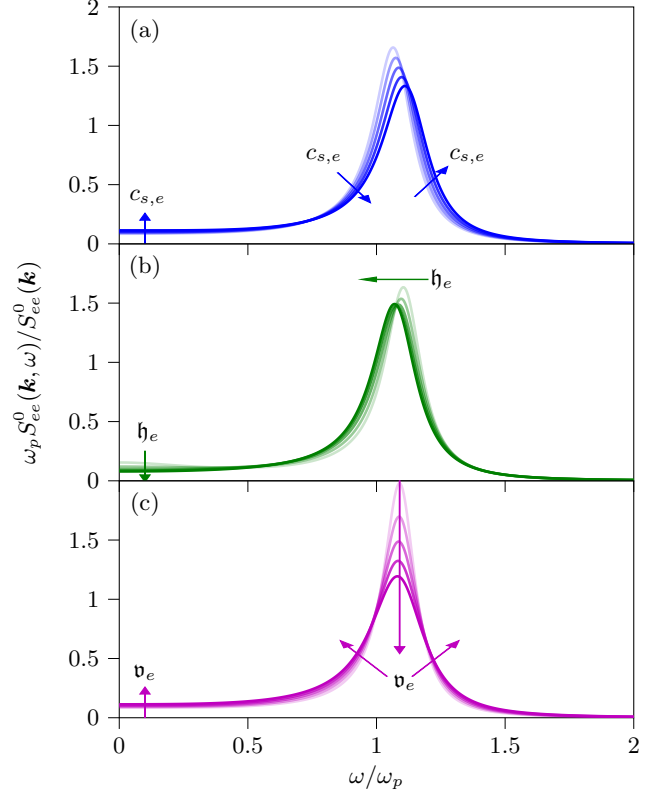 (a)
2
1.5
1
0.5
0
c_{s,e}
c_{s,e}
c_{s,e}
(b)
𝔥_e
1.5
1
0.5
0
𝔥_e
(c)
1.5
1
0.5
0
𝔳_e
𝔳_e
0
0.5
1
1.5
2
ω/ω_p
ω_p S^0_{ee}(𝒌, ω)/S^0_{ee}(𝒌)